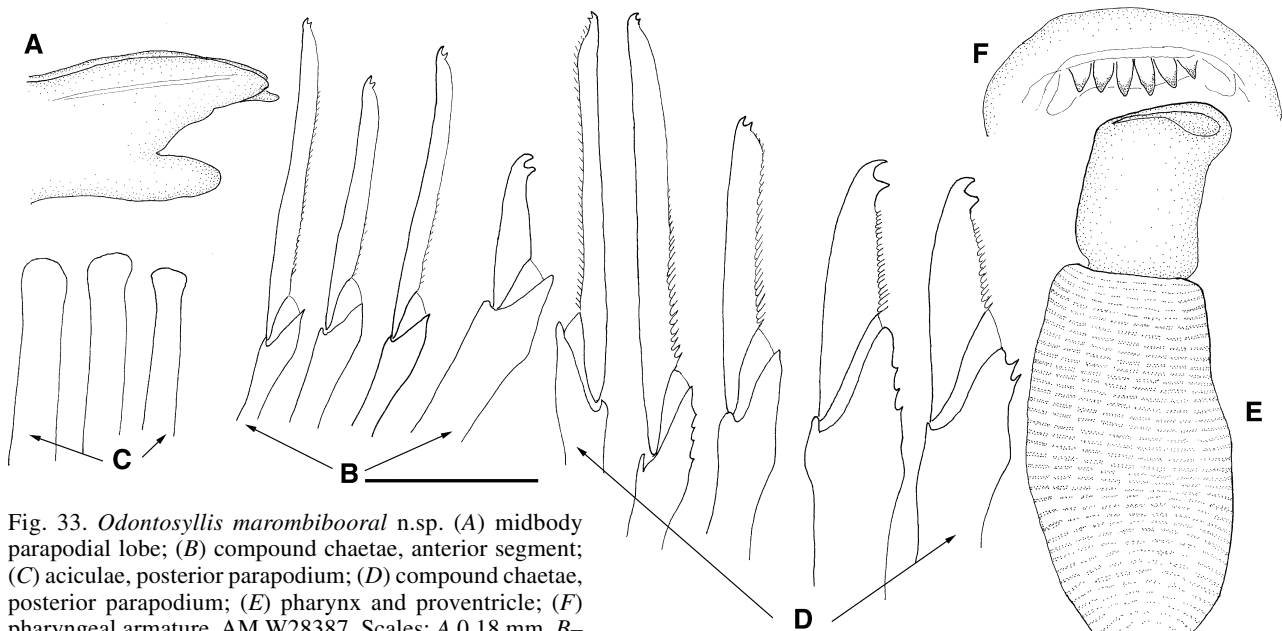 A
F
E
C
B
D
Fig. 33. Odontosyllis marombibooral n.sp. (A) midbody
parapodial lobe; (B) compound chaetae, anterior segment;
(C) aciculae, posterior parapodium; (D) compound chaetae,
posterior parapodium; (E) pharynx and proventricle; (F)
pharyngeal armature. AM W28387. Scales: A 0.18 mm, B–